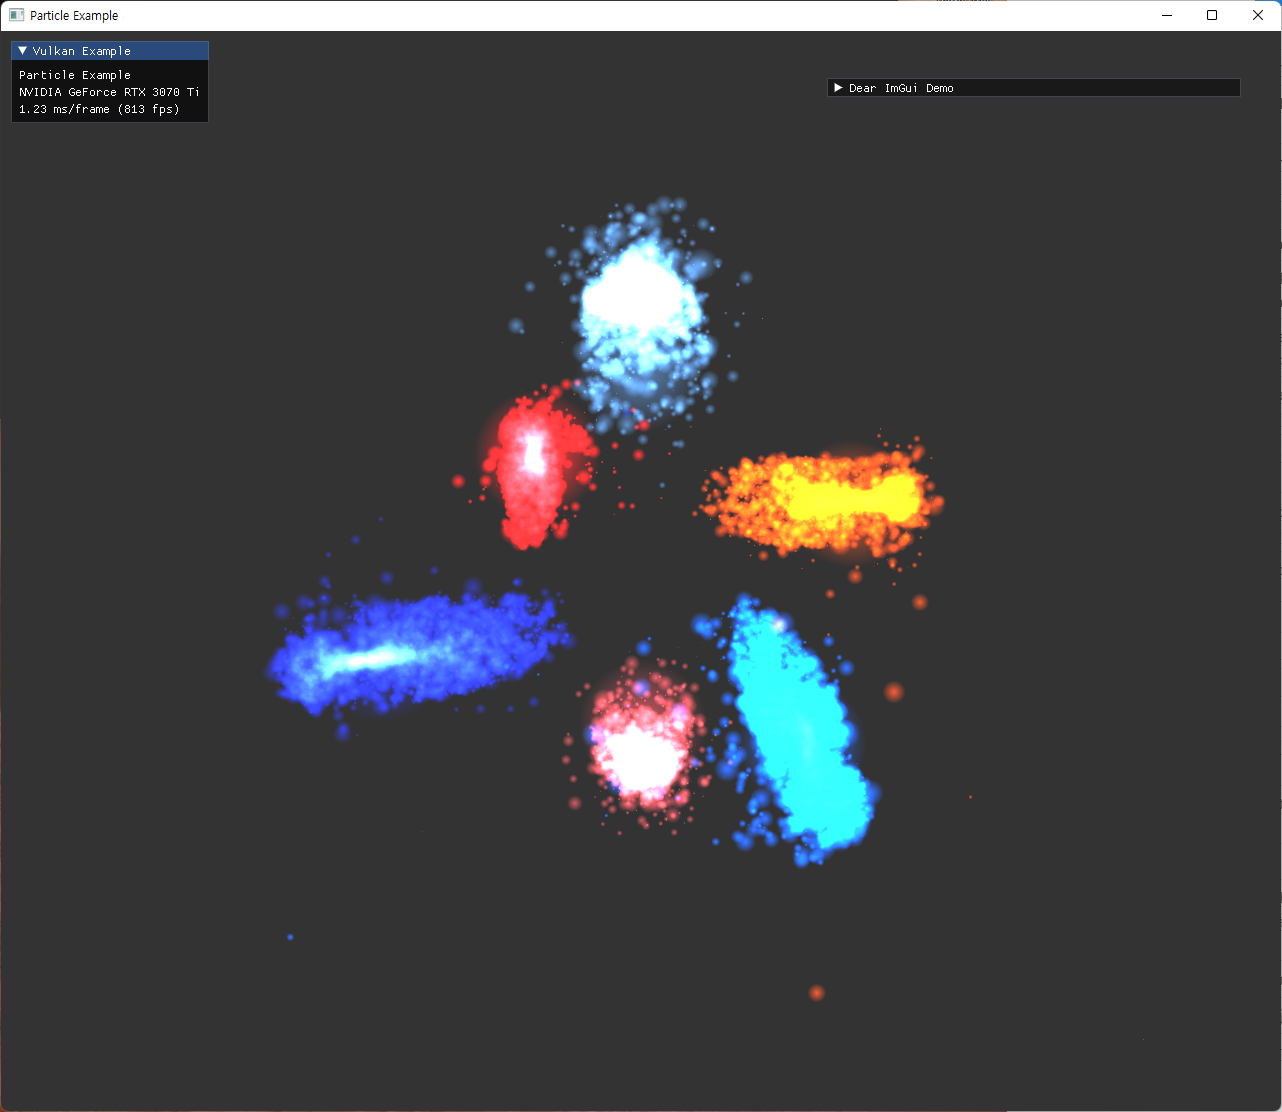 Particle Example
Vulkan Example
Particle Example
NVIDIA GeForce RTX 3070 Ti
1.23 ms/frame (813 fps)
Dear ImGui Demo